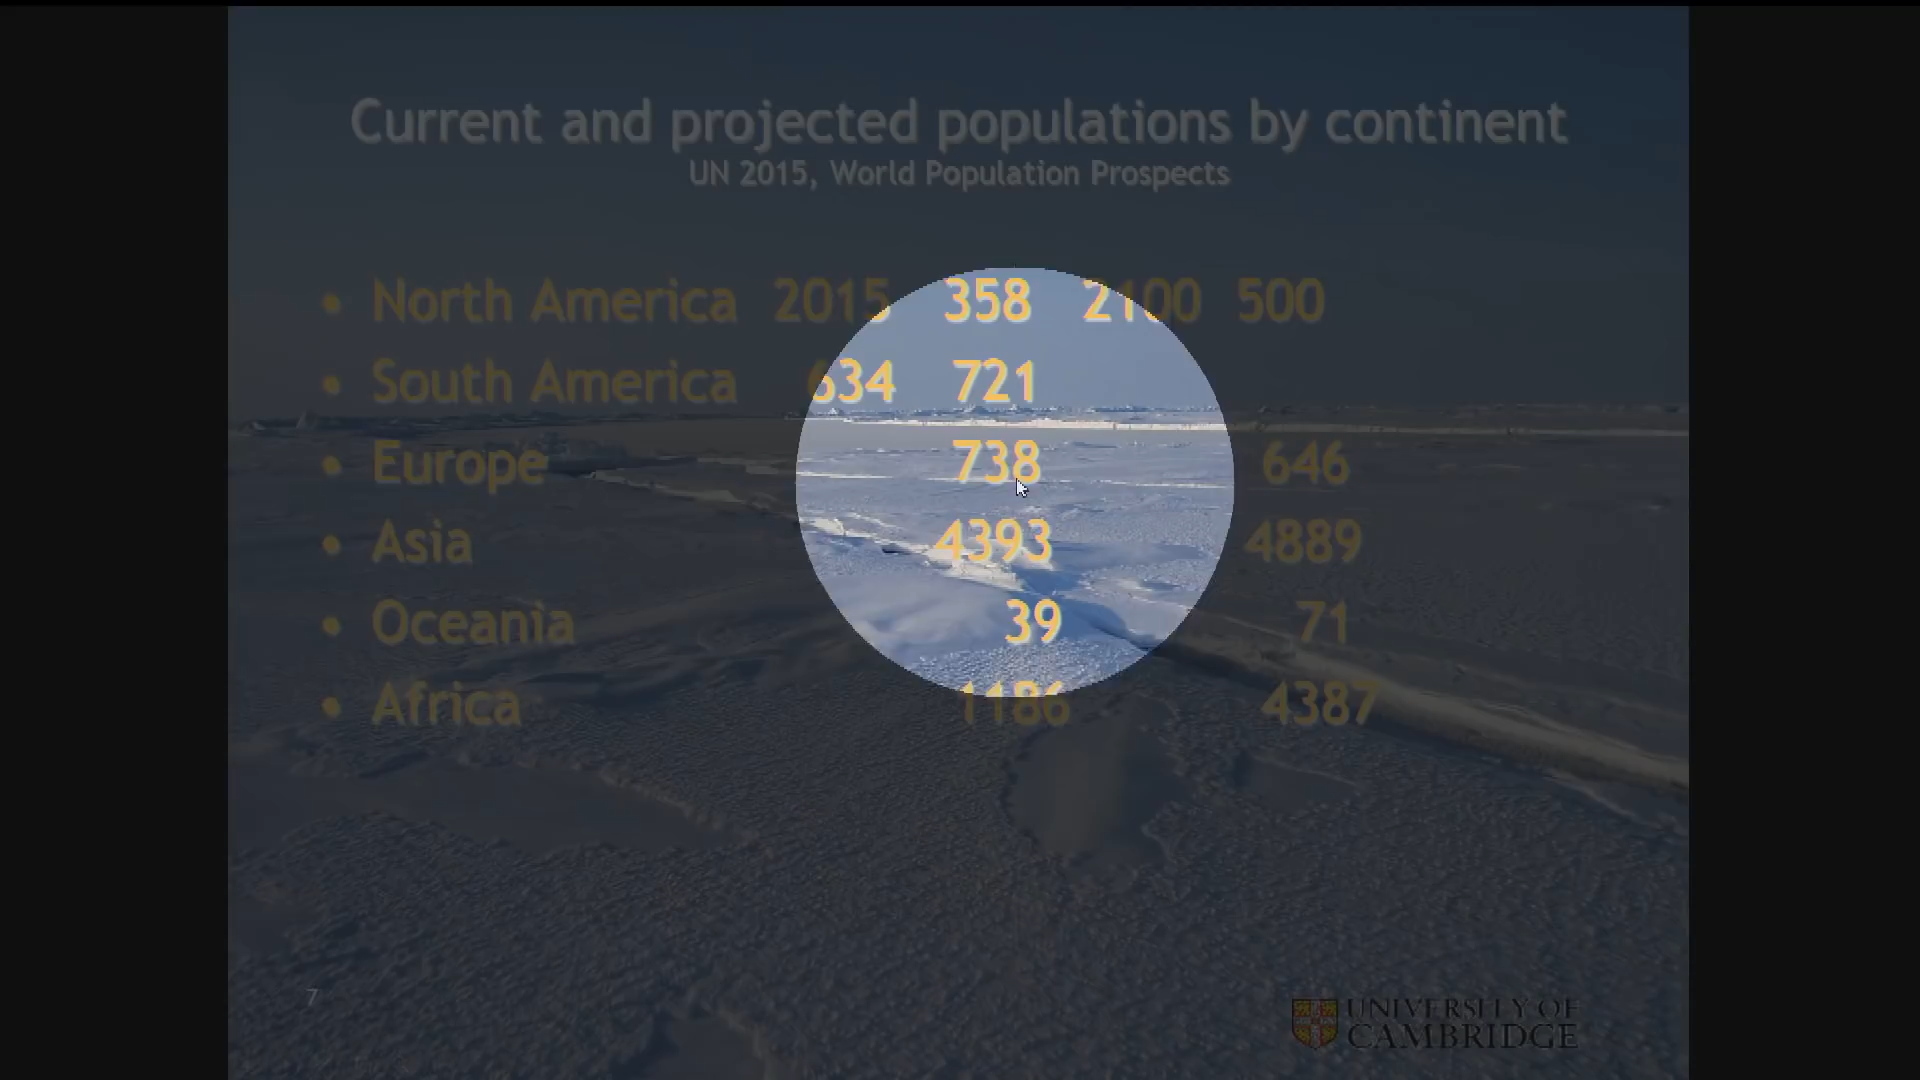 Current and projected populations by continent
UN 2015, World Population Prospects
• North America 2015 358 2100 500
• South America 634 721
• Europe 738 646
• Asia 4393 4889
• Oceania 39 71
• Africa 1186 4387
7
UNIVERSITY OF
CAMBRIDGE